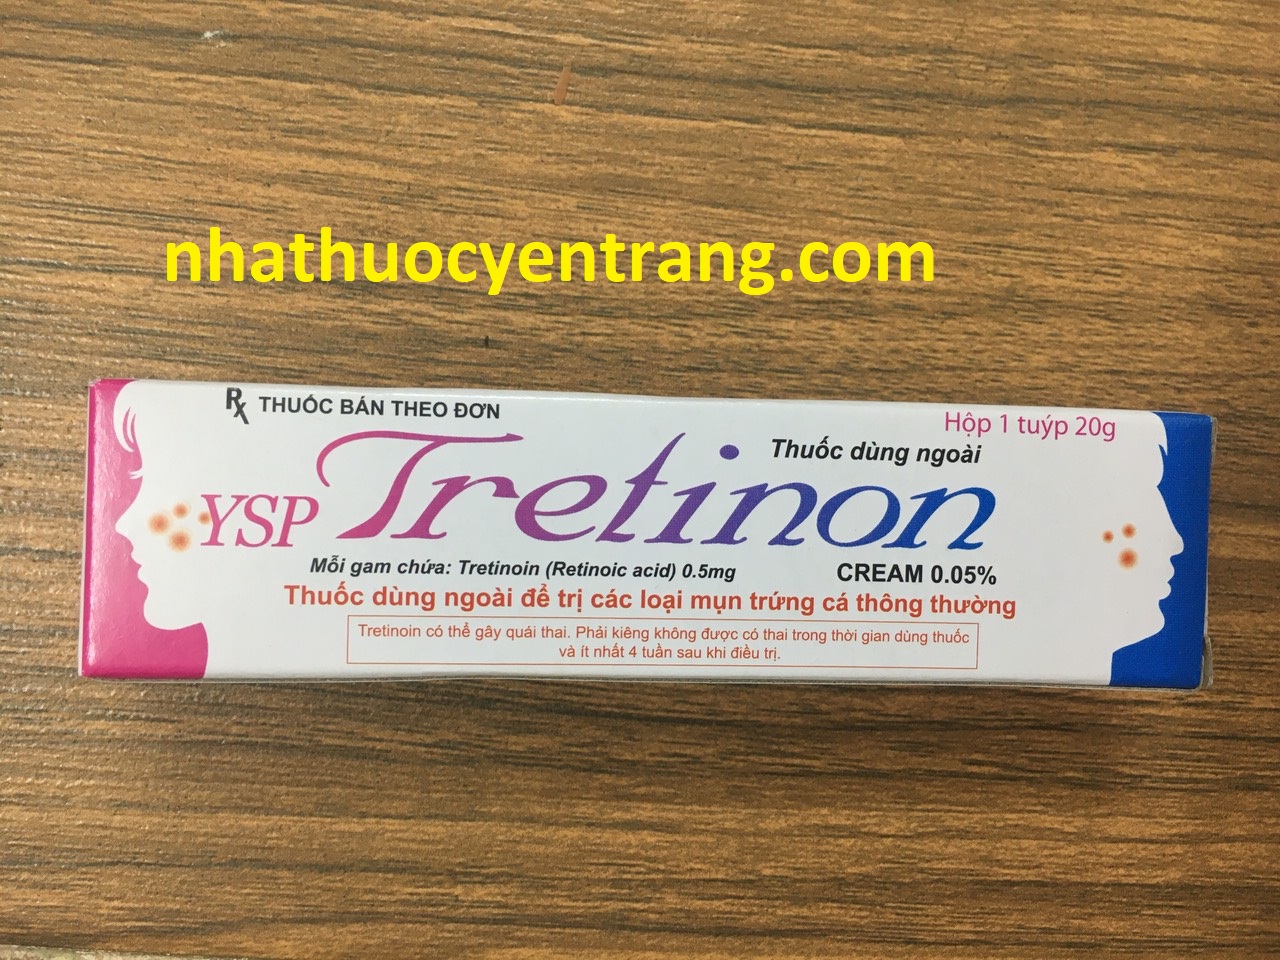 nhathuocyentrang.com
Rx THUỐC BÁN THEO ĐƠN
Hộp 1 tuýp 20g
Thuốc dùng ngoài
YSP Tretinon
Mỗi gam chứa: Tretinoin (Retinoic acid) 0.5mg
CREAM 0.05%
Thuốc dùng ngoài để trị các loại mụn trứng cá thông thường
Tretinoin có thể gây quái thai. Phải kiêng không được có thai trong thời gian dùng thuốc
và ít nhất 4 tuần sau khi điều trị.